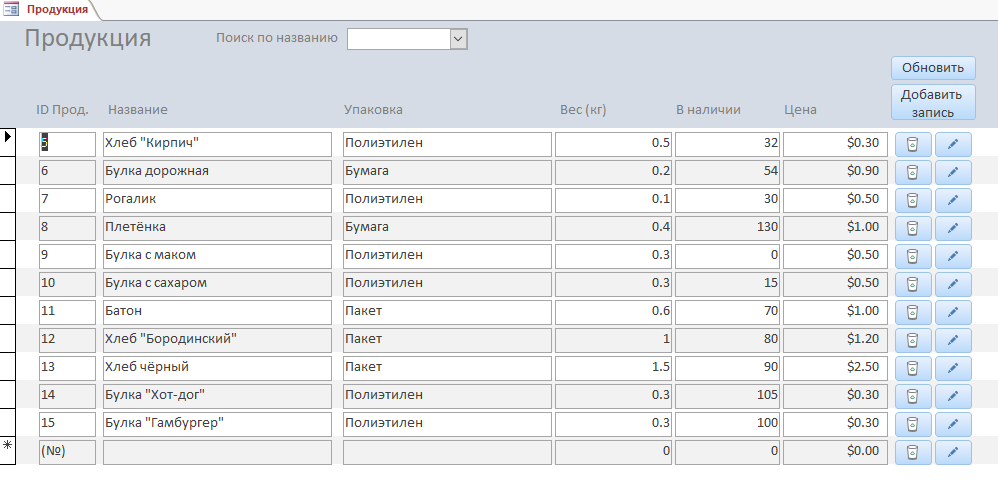 Продукция
Продукция Поиск по названию
Обновить
Добавить запись
ID Прод. Название Упаковка Вес (кг) В наличии Цена
5 Хлеб "Кирпич" Полиэтилен 0.5 32 $0.30
6 Булка дорожная Бумага 0.2 54 $0.90
7 Рогалик Полиэтилен 0.1 30 $0.50
8 Плетёнка Бумага 0.4 130 $1.00
9 Булка с маком Полиэтилен 0.3 0 $0.50
10 Булка с сахаром Полиэтилен 0.3 15 $0.50
11 Батон Пакет 0.6 70 $1.00
12 Хлеб "Бородинский" Пакет 1 80 $1.20
13 Хлеб чёрный Пакет 1.5 90 $2.50
14 Булка "Хот-дог" Полиэтилен 0.3 105 $0.30
15 Булка "Гамбургер" Полиэтилен 0.3 100 $0.30
(№) 0 0 $0.00